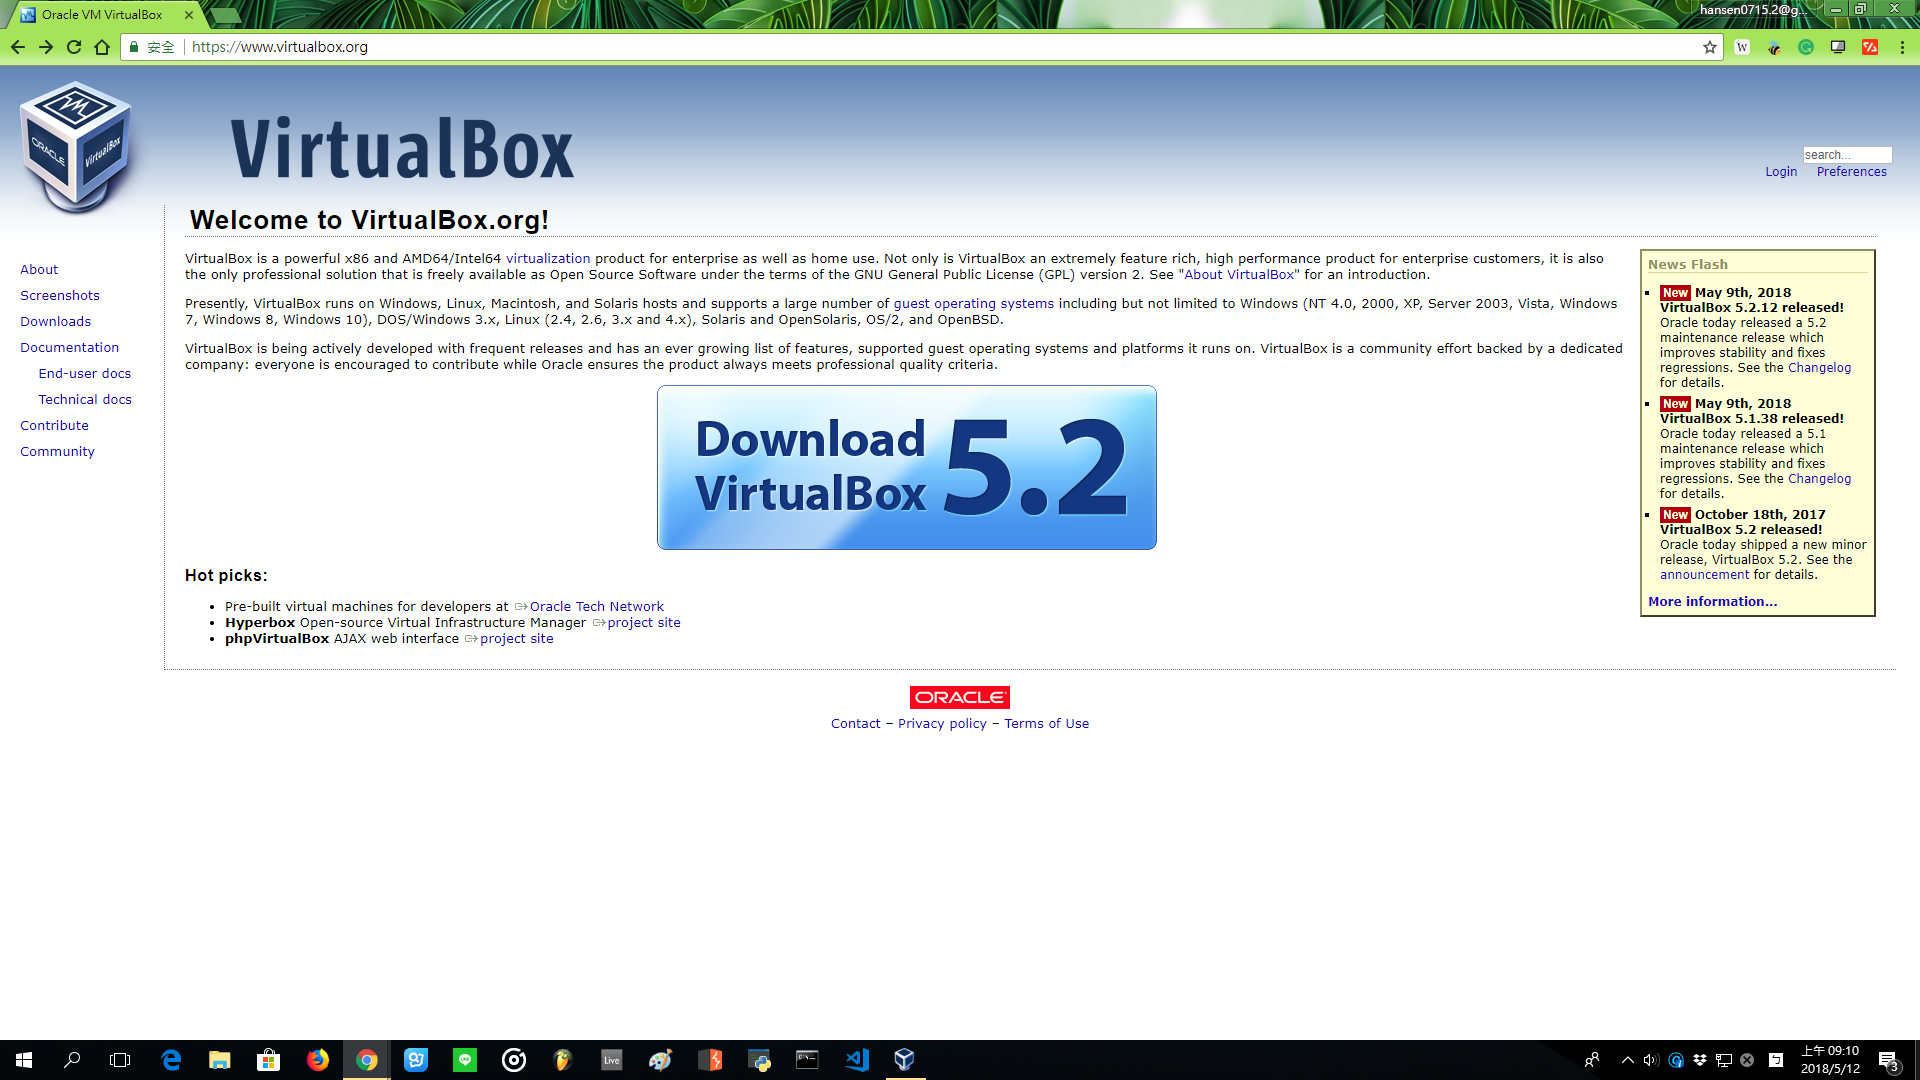 Oracle VM VirtualBox
hansen0715.2@g...
安全
https://www.virtualbox.org
W
ORACLE
VirtualBox
VirtualBox
search...
Login
Preferences
Welcome to VirtualBox.org!
About
Screenshots
Downloads
Documentation
End-user docs
Technical docs
Contribute
Community
VirtualBox is a powerful x86 and AMD64/Intel64 virtualization product for enterprise as well as home use. Not only is VirtualBox an extremely feature rich, high performance product for enterprise customers, it is also
the only professional solution that is freely available as Open Source Software under the terms of the GNU General Public License (GPL) version 2. See "About VirtualBox" for an introduction.
Presently, VirtualBox runs on Windows, Linux, Macintosh, and Solaris hosts and supports a large number of guest operating systems including but not limited to Windows (NT 4.0, 2000, XP, Server 2003, Vista, Windows
7, Windows 8, Windows 10), DOS/Windows 3.x, Linux (2.4, 2.6, 3.x and 4.x), Solaris and OpenSolaris, OS/2, and OpenBSD.
VirtualBox is being actively developed with frequent releases and has an ever growing list of features, supported guest operating systems and platforms it runs on. VirtualBox is a community effort backed by a dedicated
company: everyone is encouraged to contribute while Oracle ensures the product always meets professional quality criteria.
Download
VirtualBox 5.2
Hot picks:
Pre-built virtual machines for developers at Oracle Tech Network
Hyperbox Open-source Virtual Infrastructure Manager project site
phpVirtualBox AJAX web interface project site
News Flash
New May 9th, 2018
VirtualBox 5.2.12 released!
Oracle today released a 5.2
maintenance release which
improves stability and fixes
regressions. See the Changelog
for details.
New May 9th, 2018
VirtualBox 5.1.38 released!
Oracle today released a 5.1
maintenance release which
improves stability and fixes
regressions. See the Changelog
for details.
New October 18th, 2017
VirtualBox 5.2 released!
Oracle today shipped a new minor
release, VirtualBox 5.2. See the
announcement for details.
More information...
ORACLE
Contact – Privacy policy – Terms of Use
LINE
Live
ㄅ
上午 09:10
2018/5/12
3